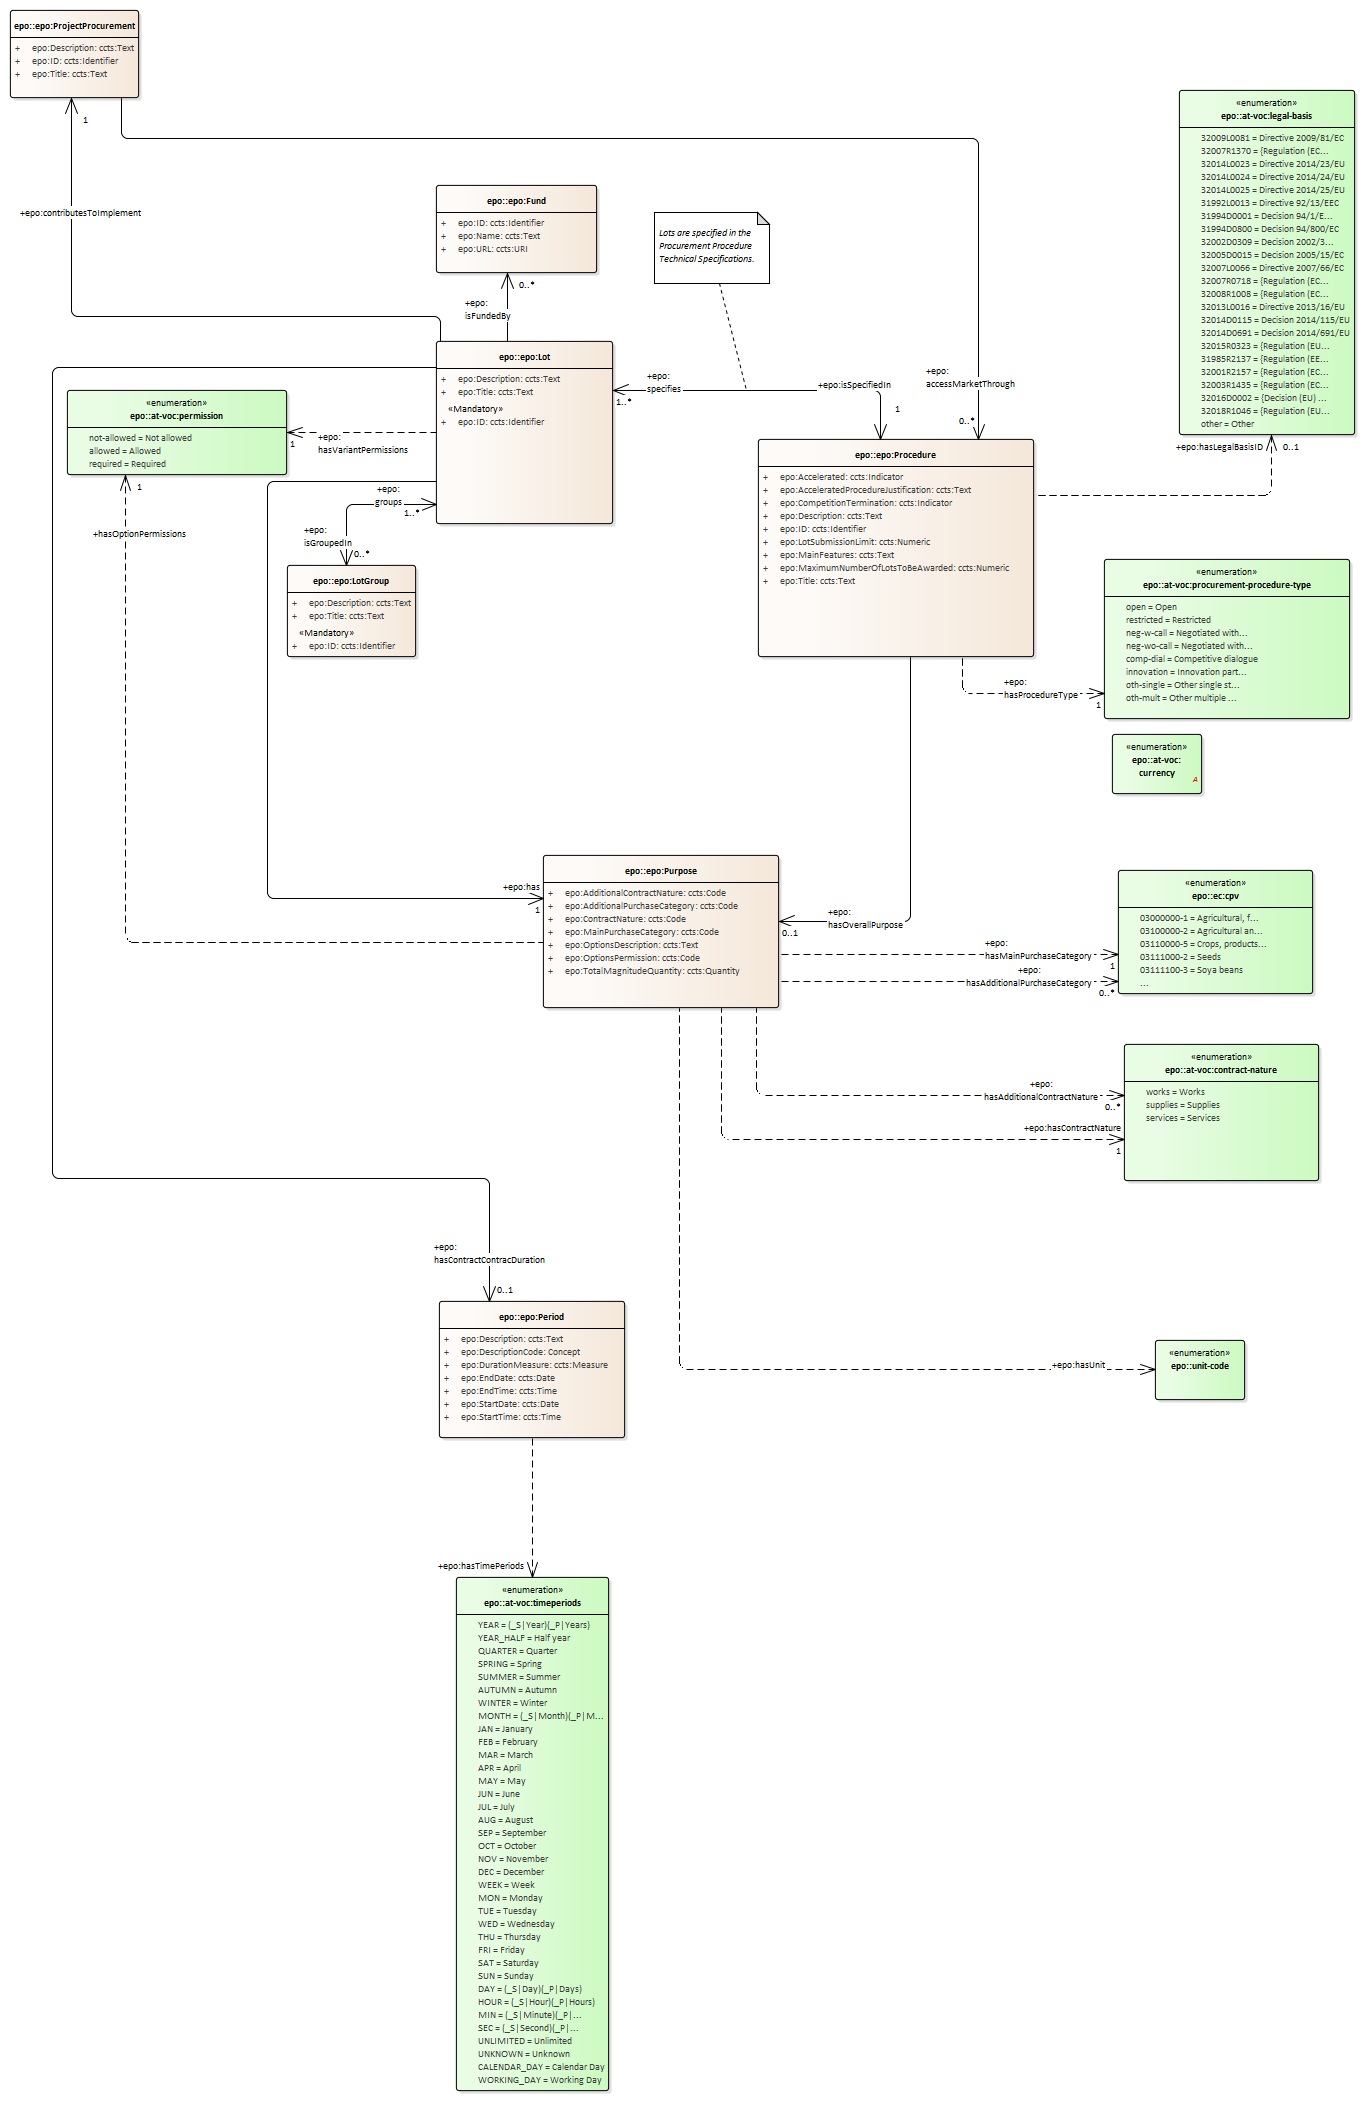 epo::epo:ProjectProcurement
+ epo:Description: ccts:Text
+ epo:ID: ccts:Identifier
+ epo:Title: ccts:Text
1
+epo:contributesToImplement
epo::epo:Fund
+ epo:ID: ccts:Identifier
+ epo:Name: ccts:Text
+ epo:URL: ccts:URI
0..*
+epo:
isFundedBy
Lots are specified in the
Procurement Procedure
Technical Specifications.
«enumeration»
epo::at-voc:legal-basis
32009L0081 = Directive 2009/81/EC
32007R1370 = {Regulation (EC...
32014L0023 = Directive 2014/23/EU
32014L0024 = Directive 2014/24/EU
32014L0025 = Directive 2014/25/EU
31992L0013 = Directive 92/13/EEC
31994D0001 = Decision 94/1/E...
31994D0800 = Decision 94/800/EC
32002D0309 = Decision 2002/3...
32005D0015 = Decision 2005/15/EC
32007L0066 = Directive 2007/66/EC
32007R0718 = {Regulation (EC...
32008R1008 = {Regulation (EC...
32013L0016 = Directive 2013/16/EU
32014D0115 = Decision 2014/115/EU
32014D0691 = Decision 2014/691/EU
32015R0323 = {Regulation (EU...
31985R2137 = {Regulation (EE...
32001R2157 = {Regulation (EC...
32003R1435 = {Regulation (EC...
32016D0002 = {Decision (EU) ...
32018R1046 = {Regulation (EU...
other = Other
+epo:hasLegalBasisID
0..1
epo::epo:Lot
+ epo:Description: ccts:Text
+ epo:Title: ccts:Text
«Mandatory»
+ epo:ID: ccts:Identifier
+epo:
specifies
1..*
+epo:isSpecifiedIn
1
+epo:
accessMarketThrough
0..*
«enumeration»
epo::at-voc:permission
not-allowed = Not allowed
allowed = Allowed
required = Required
1
+epo:
hasVariantPermissions
1
+hasOptionPermissions
+epo:
groups
1..*
+epo:
isGroupedIn
0..*
epo::epo:LotGroup
+ epo:Description: ccts:Text
+ epo:Title: ccts:Text
«Mandatory»
+ epo:ID: ccts:Identifier
epo::epo:Procedure
+ epo:Accelerated: ccts:Indicator
+ epo:AcceleratedProcedureJustification: ccts:Text
+ epo:CompetitionTermination: ccts:Indicator
+ epo:Description: ccts:Text
+ epo:ID: ccts:Identifier
+ epo:LotSubmissionLimit: ccts:Numeric
+ epo:MainFeatures: ccts:Text
+ epo:MaximumNumberOfLotsToBeAwarded: ccts:Numeric
+ epo:Title: ccts:Text
«enumeration»
epo::at-voc:procurement-procedure-type
open = Open
restricted = Restricted
neg-w-call = Negotiated with...
neg-wo-call = Negotiated with...
comp-dial = Competitive dialogue
innovation = Innovation part...
oth-single = Other single st...
oth-mult = Other multiple ...
+epo:
hasProcedureType
1
«enumeration»
epo::at-voc:
currency
A
epo::epo:Purpose
+ epo:AdditionalContractNature: ccts:Code
+ epo:AdditionalPurchaseCategory: ccts:Code
+ epo:ContractNature: ccts:Code
+ epo:MainPurchaseCategory: ccts:Code
+ epo:OptionsDescription: ccts:Text
+ epo:OptionsPermission: ccts:Code
+ epo:TotalMagnitudeQuantity: ccts:Quantity
+epo:has
1
+epo:
hasOverallPurpose
0..1
«enumeration»
epo::ec:cpv
03000000-1 = Agricultural, f...
03100000-2 = Agricultural an...
03110000-5 = Crops, products...
03111000-2 = Seeds
03111100-3 = Soya beans
...
+epo:
hasMainPurchaseCategory
1
+epo:
hasAdditionalPurchaseCategory
0..*
«enumeration»
epo::at-voc:contract-nature
works = Works
supplies = Supplies
services = Services
+epo:
hasAdditionalContractNature
0..*
+epo:hasContractNature
1
+epo:
hasContractContracDuration
0..1
epo::epo:Period
+ epo:Description: ccts:Text
+ epo:DescriptionCode: Concept
+ epo:DurationMeasure: ccts:Measure
+ epo:EndDate: ccts:Date
+ epo:EndTime: ccts:Time
+ epo:StartDate: ccts:Date
+ epo:StartTime: ccts:Time
+epo:hasUnit
«enumeration»
epo::unit-code
+epo:hasTimePeriods
«enumeration»
epo::at-voc:timeperiods
YEAR = (_S|Year)(_P|Years)
YEAR_HALF = Half year
QUARTER = Quarter
SPRING = Spring
SUMMER = Summer
AUTUMN = Autumn
WINTER = Winter
MONTH = (_S|Month)(_P|M...
JAN = January
FEB = February
MAR = March
APR = April
MAY = May
JUN = June
JUL = July
AUG = August
SEP = September
OCT = October
NOV = November
DEC = December
WEEK = Week
MON = Monday
TUE = Tuesday
WED = Wednesday
THU = Thursday
FRI = Friday
SAT = Saturday
SUN = Sunday
DAY = (_S|Day)(_P|Days)
HOUR = (_S|Hour)(_P|Hours)
MIN = (_S|Minute)(_P|...
SEC = (_S|Second)(_P|...
UNLIMITED = Unlimited
UNKNOWN = Unknown
CALENDAR_DAY = Calendar Day
WORKING_DAY = Working Day